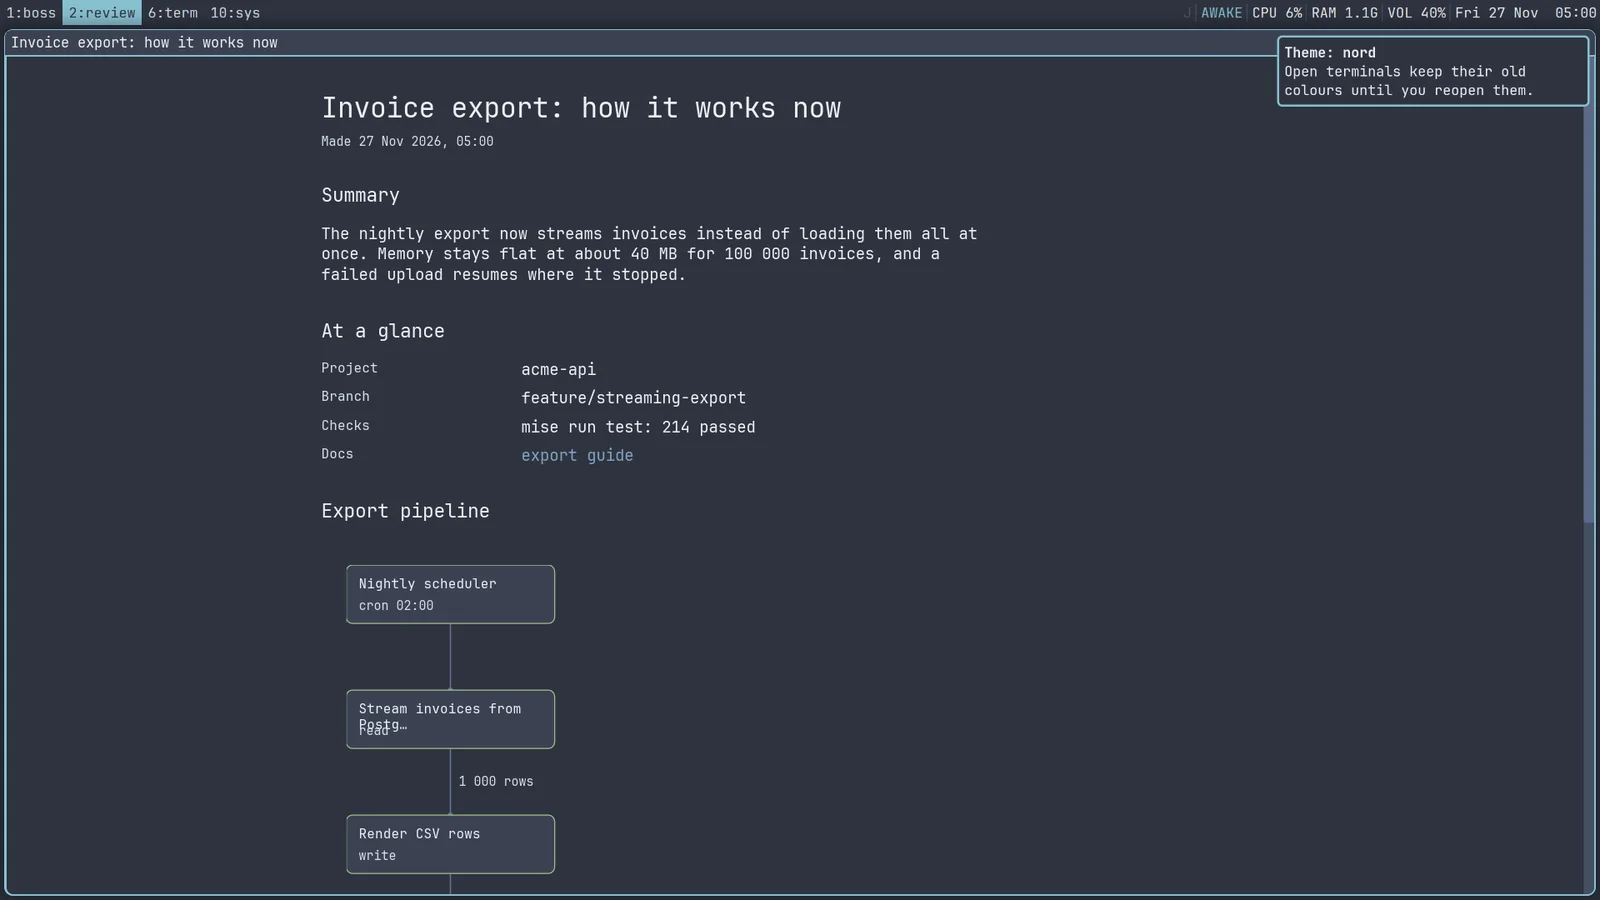 1:boss 2:review 6:term 10:sys
AWAKE CPU 6% RAM 1.1G VOL 40% Fri 27 Nov 05:00
Invoice export: how it works now
Theme: nord
Open terminals keep their old
colours until you reopen them.
Invoice export: how it works now
Made 27 Nov 2026, 05:00
Summary
The nightly export now streams invoices instead of loading them all at
once. Memory stays flat at about 40 MB for 100 000 invoices, and a
failed upload resumes where it stopped.
At a glance
Project acme-api
Branch feature/streaming-export
Checks mise run test: 214 passed
Docs export guide
Export pipeline
Nightly scheduler
cron 02:00
Stream invoices from
Postg…
read
1 000 rows
Render CSV rows
write